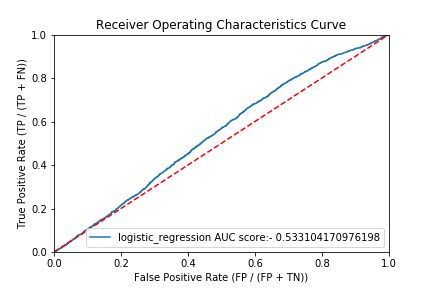 Receiver Operating Characteristics Curve
True Positive Rate (TP / (TP + FN))
1.0
0.8
0.6
0.4
0.2
0.0
logistic_regression AUC score:- 0.533104170976198
0.0 0.2 0.4 0.6 0.8 1.0
False Positive Rate (FP / (FP + TN))